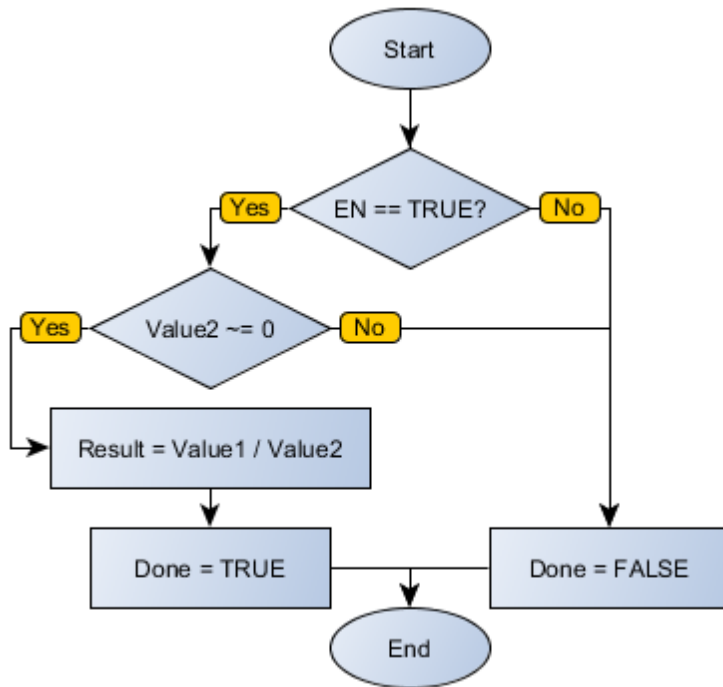 Start
EN == TRUE?
Yes
No
Value2 ~= 0
Yes
No
Result = Value1 / Value2
Done = TRUE
Done = FALSE
End